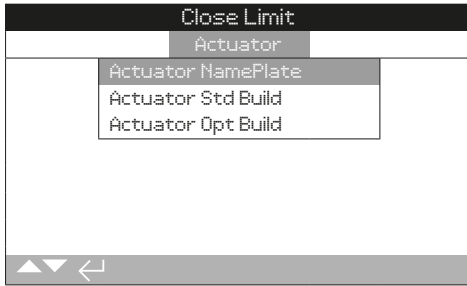 Close Limit
Actuator
Actuator NamePlate
Actuator Std Build
Actuator Opt Build